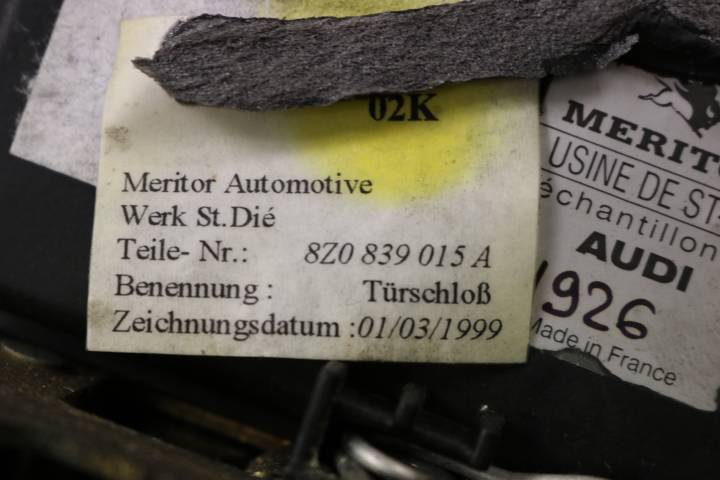 02K
Meritor Automotive
Werk St.Dié
Teile- Nr.: 8Z0 839 015 A
Benennung : Türschloß
Zeichnungsdatum :01/03/1999
MERITO
USINE DE ST-
échantillon
AUDI
926
Made in France